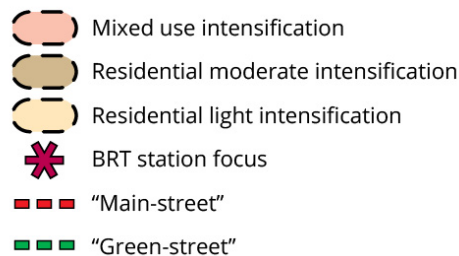 Mixed use intensification
Residential moderate intensification
Residential light intensification
BRT station focus
“Main-street”
“Green-street”